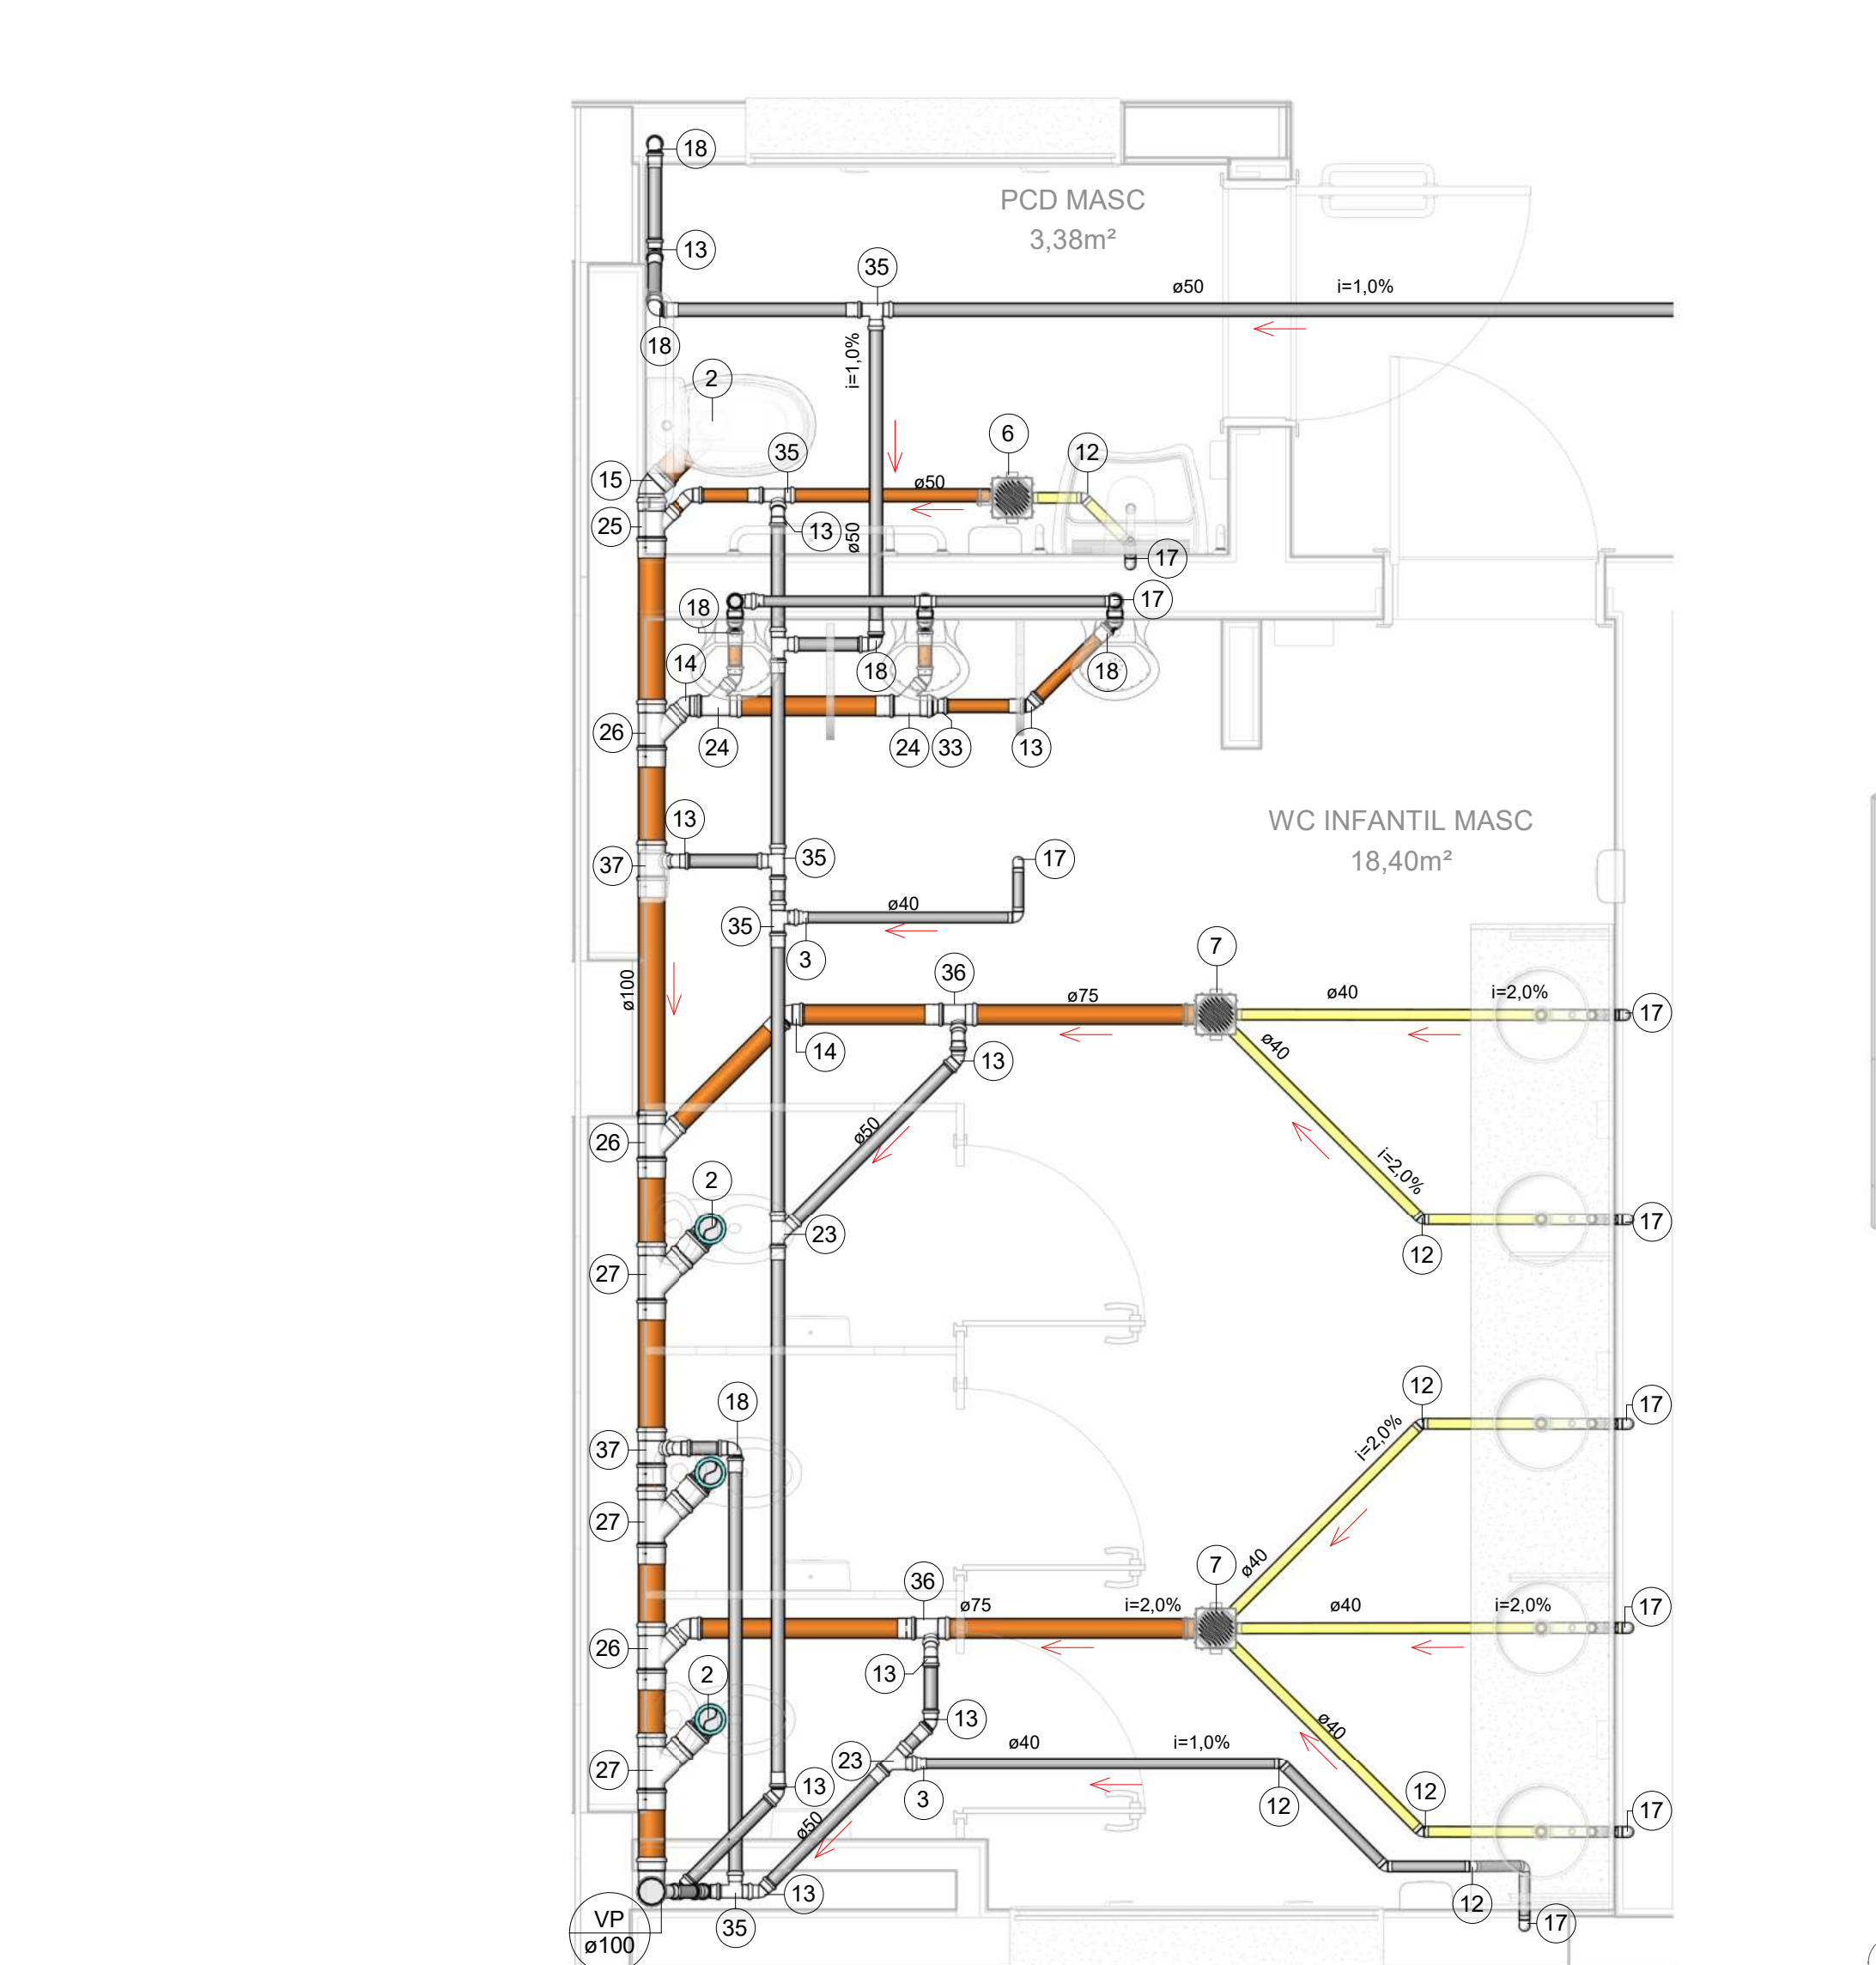 18
PCD MASC
3,38m²
13
35
ø50 i=1,0%
18
i=1,0%
2
6
35
12
15
ø50
25
13
ø50
17
18
17
14
18
18
26
24
24
33
13
13
WC INFANTIL MASC
18,40m²
37
35
17
ø40
35
3
7
36
ø100
ø75
ø40
i=2,0%
17
14
13
ø40
ø50
26
i=2,0%
2
17
23
12
27
12
18
17
i=2,0%
37
27
ø40
7
36
ø75
i=2,0%
ø40
i=2,0%
17
26
13
2
13
ø40
ø40
i=1,0%
23
27
13
3
12
12
17
ø50
13
12
VP
ø100
35
17